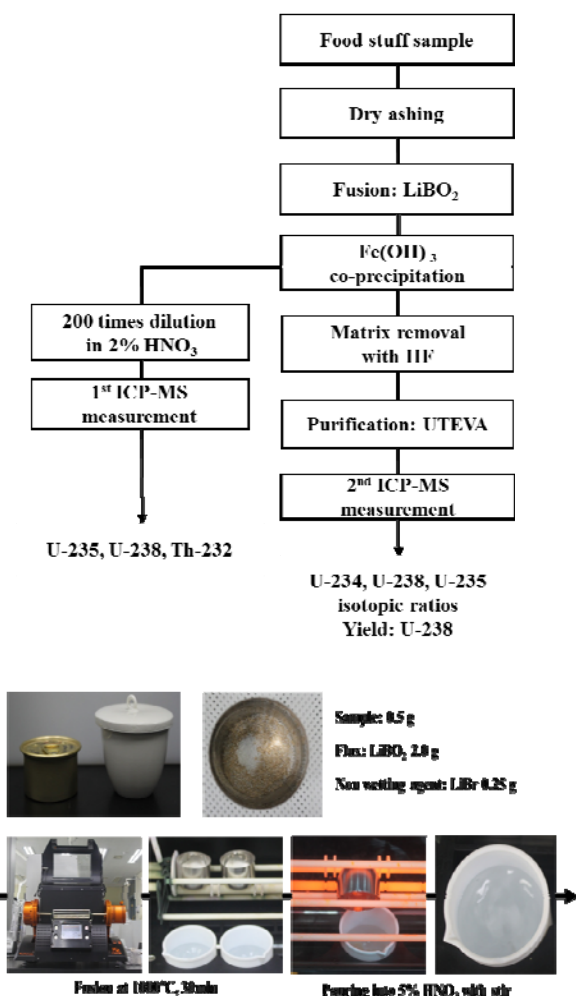 Food stuff sample
Dry ashing
Fusion: LiBO₂
Fe(OH)₃
co-precipitation
200 times dilution
in 2% HNO₃
1ˢᵗ ICP-MS
measurement
U-235, U-238, Th-232
Matrix removal
with HF
Purification: UTEVA
2ⁿᵈ ICP-MS
measurement
U-234, U-238, U-235
isotopic ratios
Yield: U-238
Sample: 0.5 g
Flux: LiBO₂ 2.0 g
Non wetting agent: LiBr 0.25 g
Fusion at 1000°C, 30min
Pouring into 5% HNO₃ with stir